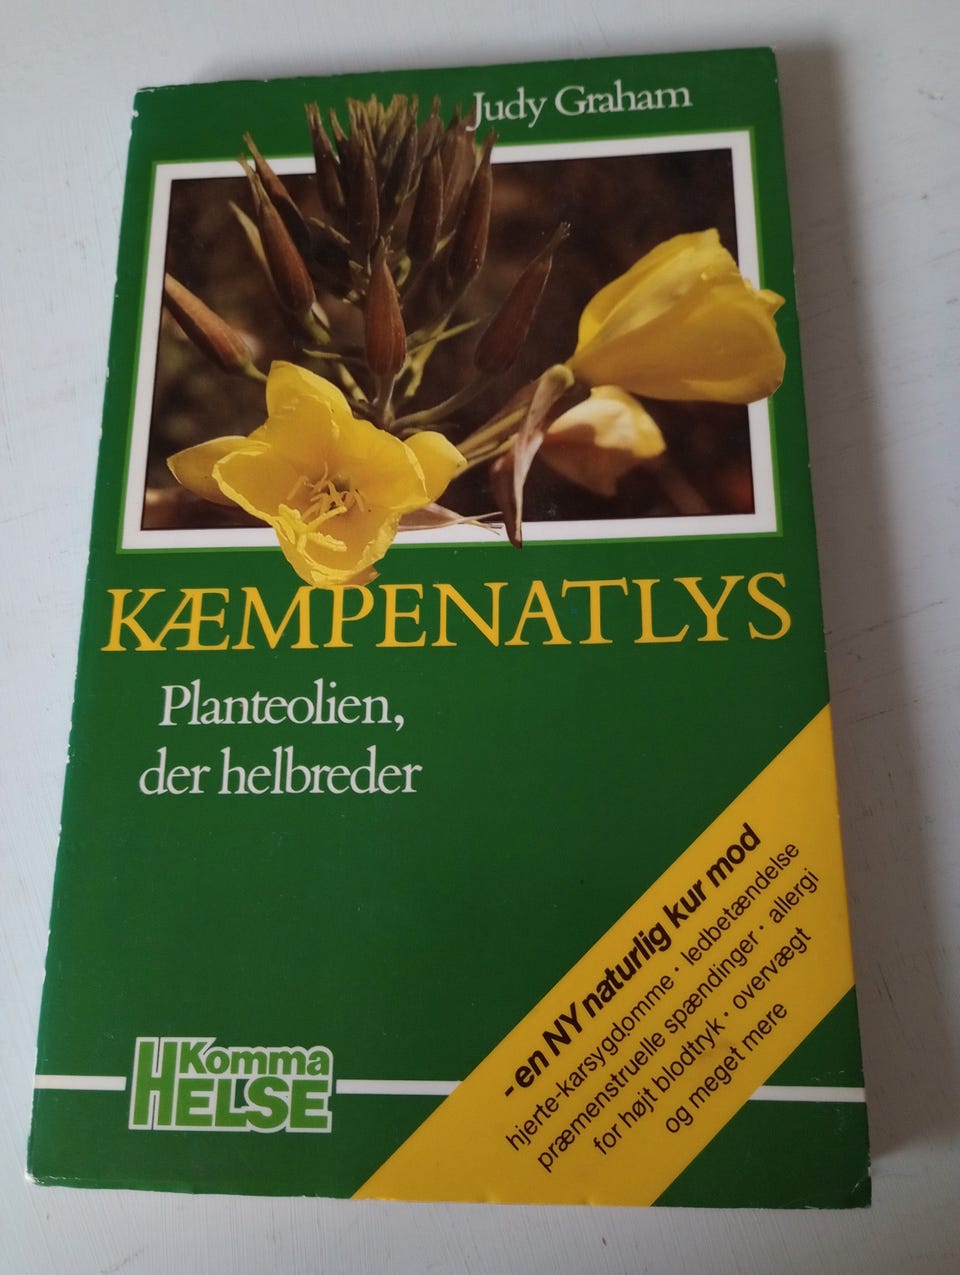 Judy Graham
KÆMPENATLYS
Planteolien,
der helbreder
- en NY naturlig kur mod
hjerte-karsygdomme · ledbetændelse
præmenstruelle spændinger · allergi
for højt blodtryk · overvægt
og meget mere
Komma
HELSE